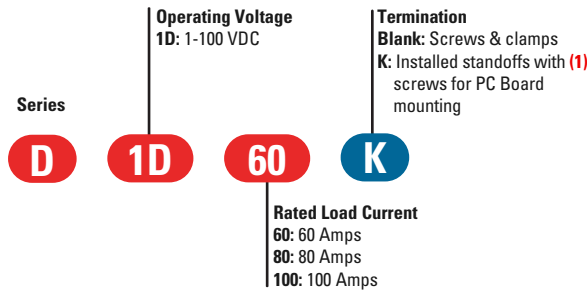 Operating Voltage
1D: 1-100 VDC
Termination
Blank: Screws & clamps
K: Installed standoffs with (1)
screws for PC Board
mounting
Series
D 1D 60 K
Rated Load Current
60: 60 Amps
80: 80 Amps
100: 100 Amps